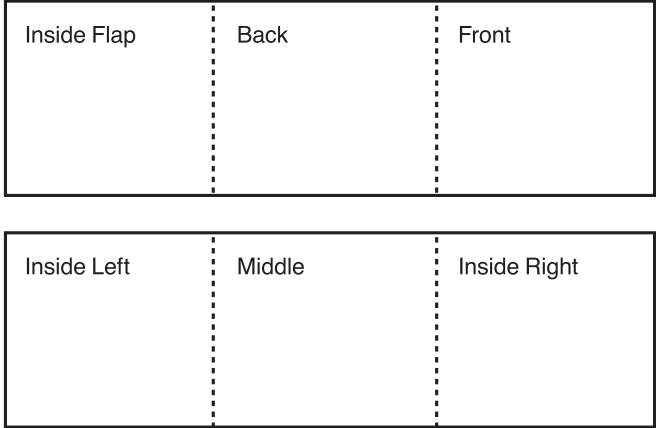 Inside Flap
Back
Front
Inside Left
Middle
Inside Right